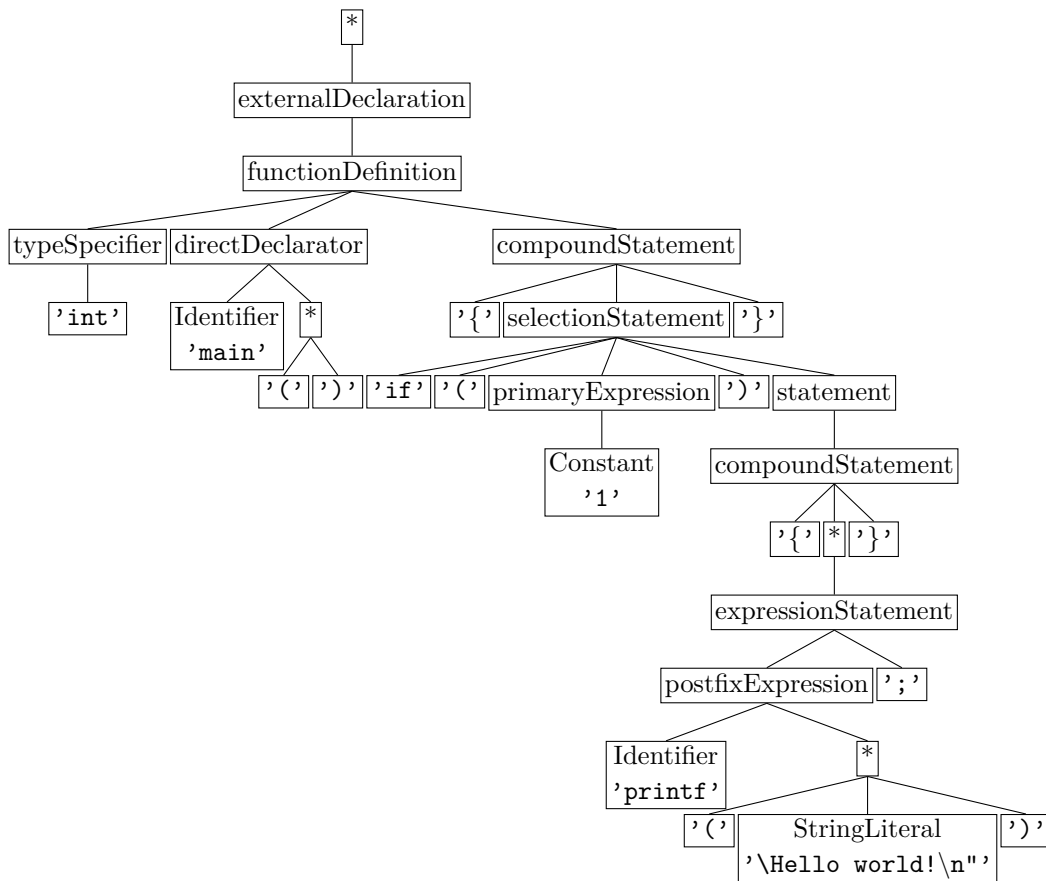 *
externalDeclaration
functionDefinition
typeSpecifier directDeclarator compoundStatement
'int' Identifier * '{' selectionStatement '}'
'main'
'(' ')' 'if' '(' primaryExpression ')' statement
Constant compoundStatement
'1'
'{' * '}'
expressionStatement
postfixExpression ';'
Identifier *
'printf'
'(' StringLiteral ')'
'\Hello world!\n"'